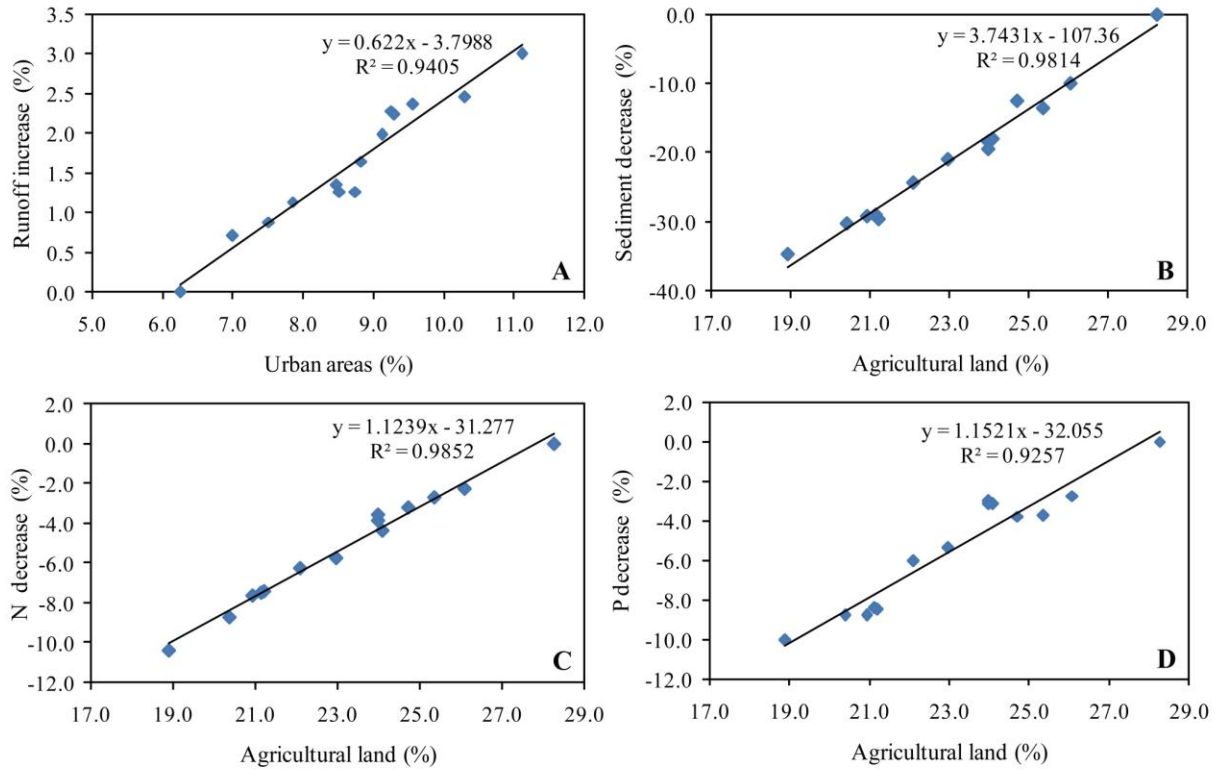 3.5
3.0
2.5
2.0
1.5
1.0
0.5
0.0
Runoff increase (%)
y = 0.622x - 3.7988
R² = 0.9405
A
5.0 6.0 7.0 8.0 9.0 10.0 11.0 12.0
Urban areas (%)
0.0
-10.0
-20.0
-30.0
-40.0
Sediment decrease (%)
y = 3.7431x - 107.36
R² = 0.9814
B
17.0 19.0 21.0 23.0 25.0 27.0 29.0
Agricultural land (%)
2.0
0.0
-2.0
-4.0
-6.0
-8.0
-10.0
-12.0
N decrease (%)
y = 1.1239x - 31.277
R² = 0.9852
C
17.0 19.0 21.0 23.0 25.0 27.0 29.0
Agricultural land (%)
2.0
0.0
-2.0
-4.0
-6.0
-8.0
-10.0
-12.0
P decrease (%)
y = 1.1521x - 32.055
R² = 0.9257
D
17.0 19.0 21.0 23.0 25.0 27.0 29.0
Agricultural land (%)